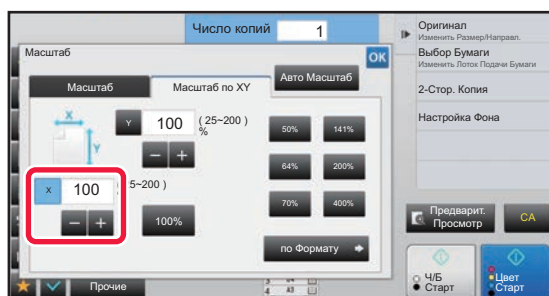 Число копий 1
Масштаб
OK
Масштаб
Масштаб по XY
Авто Масштаб
X
Y
Y 100 (25~200) %
X 100 5~200 )
100%
50% 141%
64% 200%
70% 400%
по Формату
Прочие
Оригинал
Изменить Размер/Направл.
Выбор Бумаги
Изменить Лоток Подачи Бумаги
2-Стор. Копия
Настройка Фона
Предварит.
Просмотр
CA
Ч/Б
Старт
Цвет
Старт